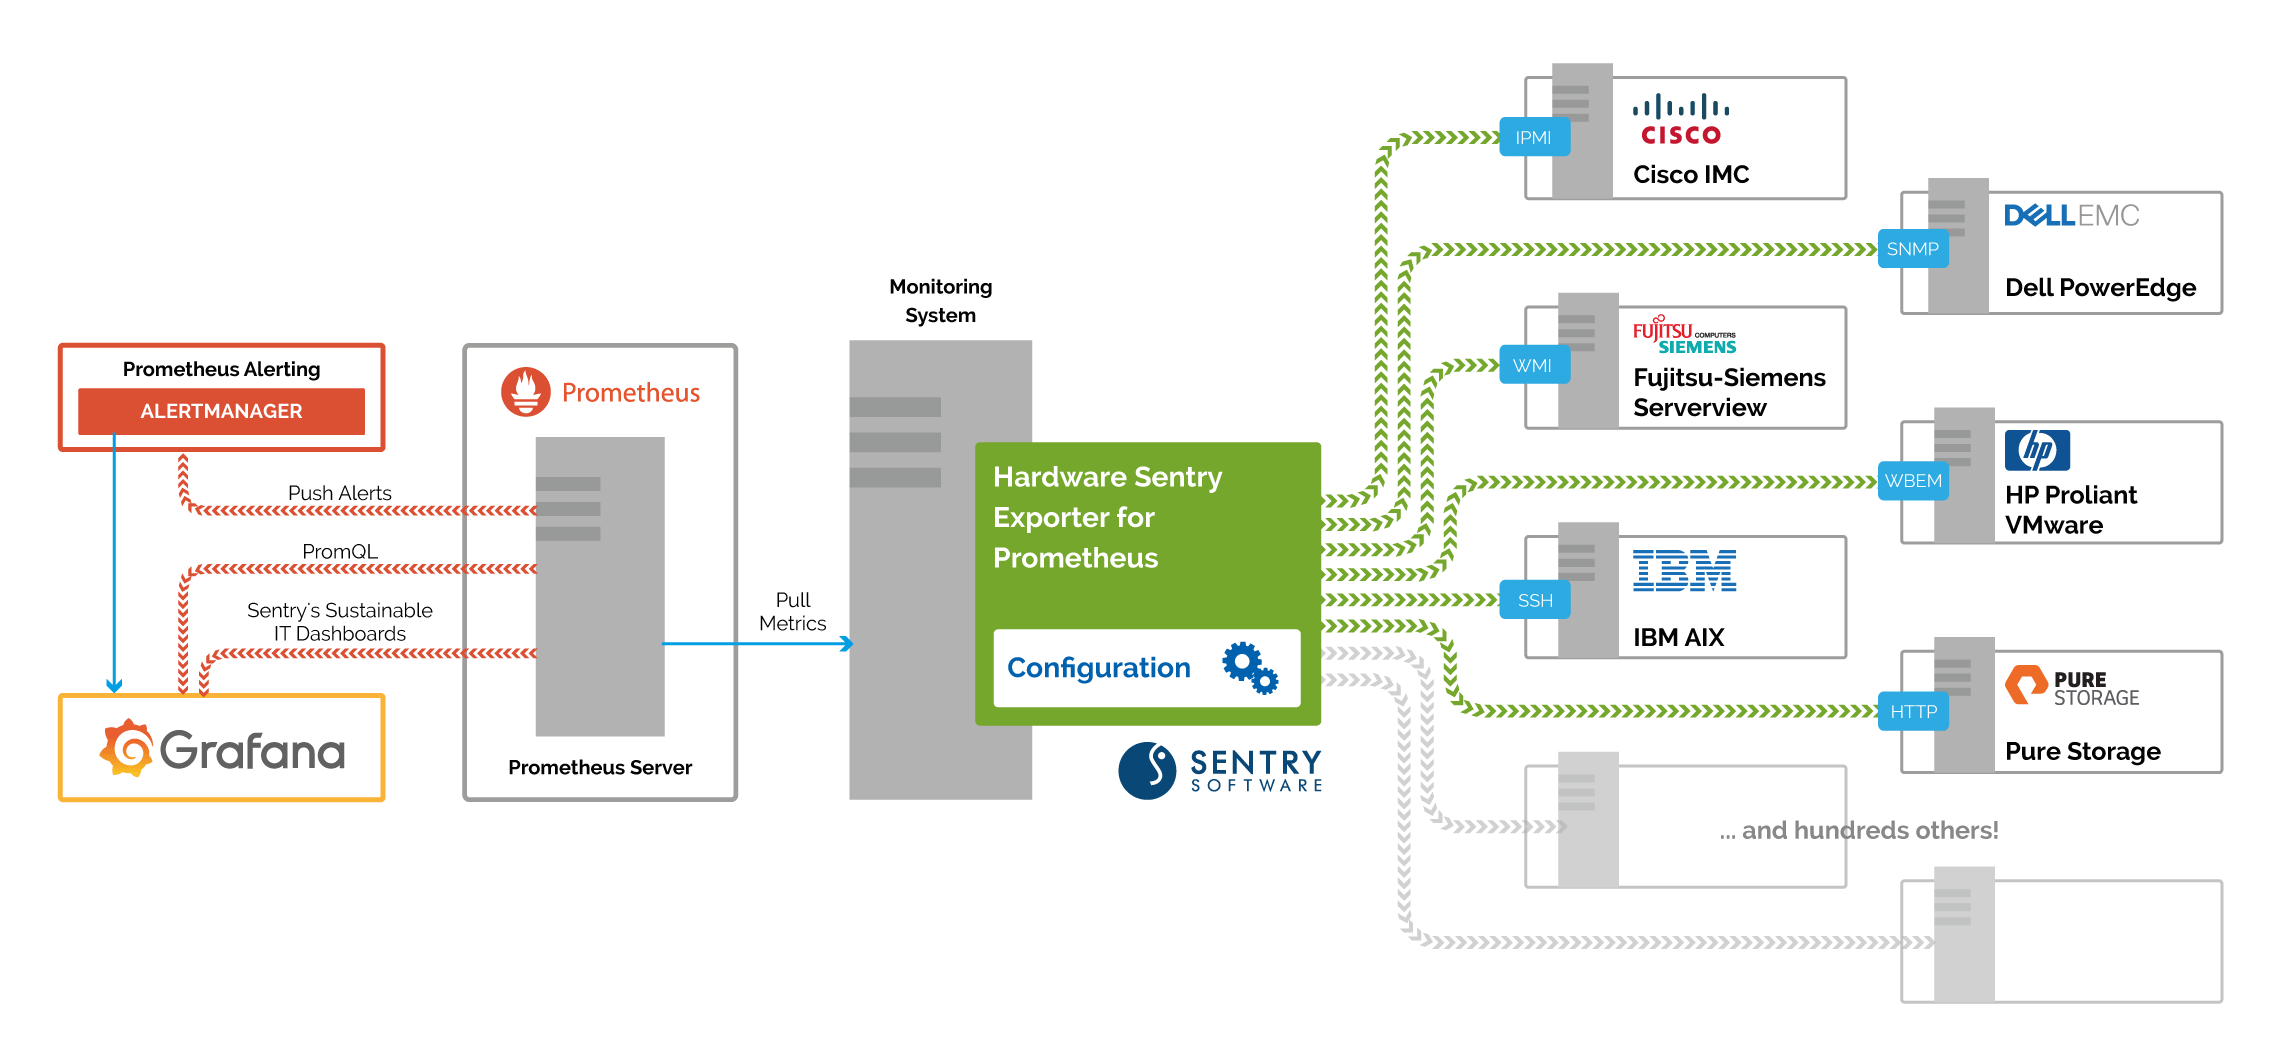 Prometheus Alerting
ALERTMANAGER
Push Alerts
PromQL
Sentry's Sustainable
IT Dashboards
Grafana
Prometheus
Prometheus Server
Pull
Metrics
Monitoring
System
Hardware Sentry
Exporter for
Prometheus
Configuration
SENTRY
SOFTWARE
IPMI
CISCO
Cisco IMC
SNMP
DELL EMC
Dell PowerEdge
WMI
FUJITSU COMPUTERS
SIEMENS
Fujitsu-Siemens
Serverview
WBEM
hp
HP Proliant
VMware
SSH
IBM
IBM AIX
HTTP
PURE
STORAGE
Pure Storage
... and hundreds others!